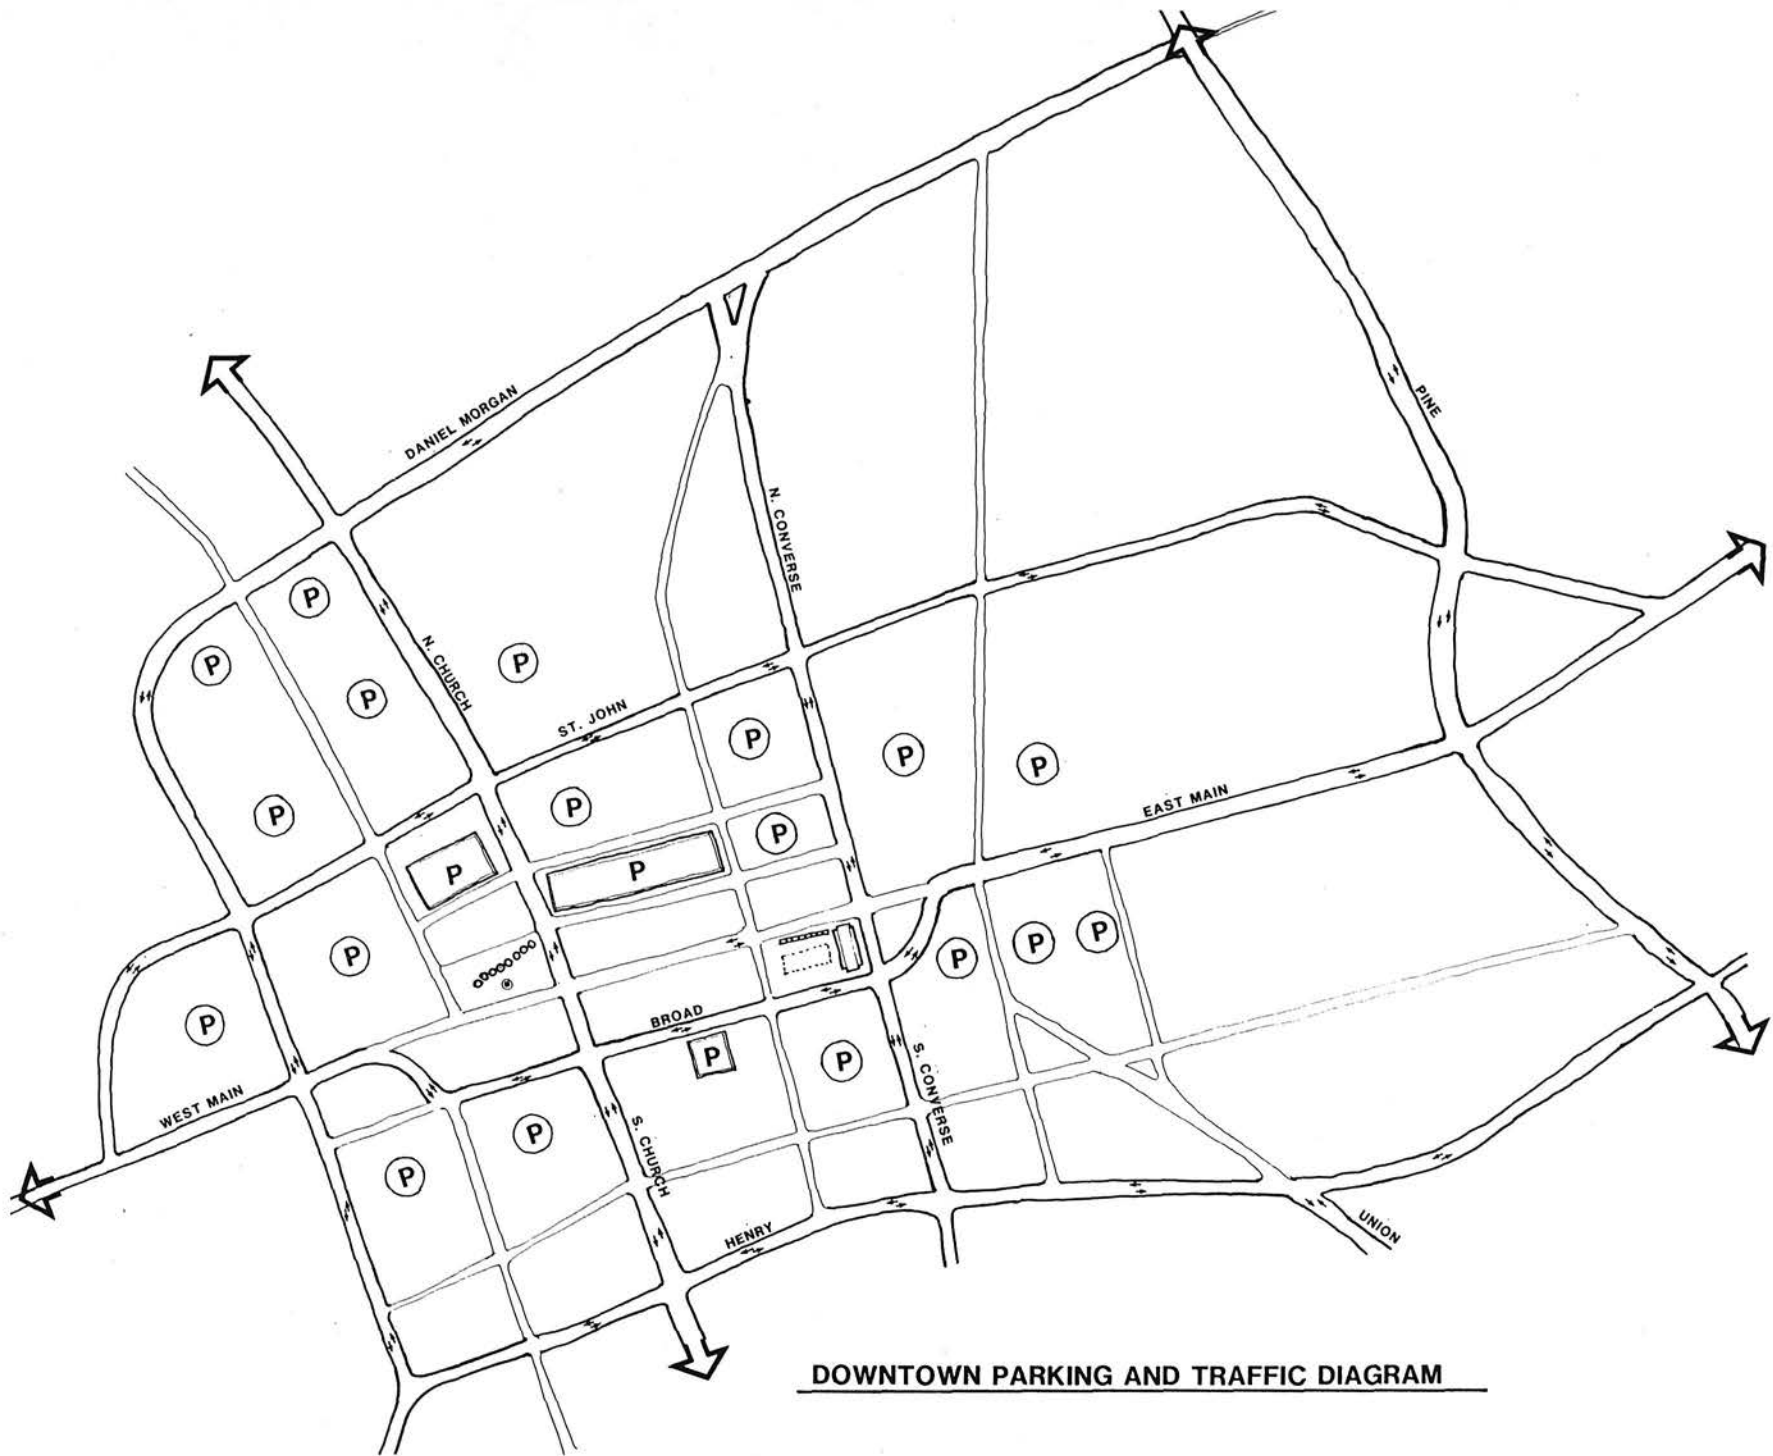 PINE
DANIEL MORGAN
N. CONVERSE
P
P
N. CHURCH
P
P
ST. JOHN
P
P
P
EAST MAIN
P
P
P
P
P
P
P
P
P
P
BROAD
P
P
P
S. CONVERSE
WEST MAIN
P
S. CHURCH
P
UNION
HENRY
DOWNTOWN PARKING AND TRAFFIC DIAGRAM